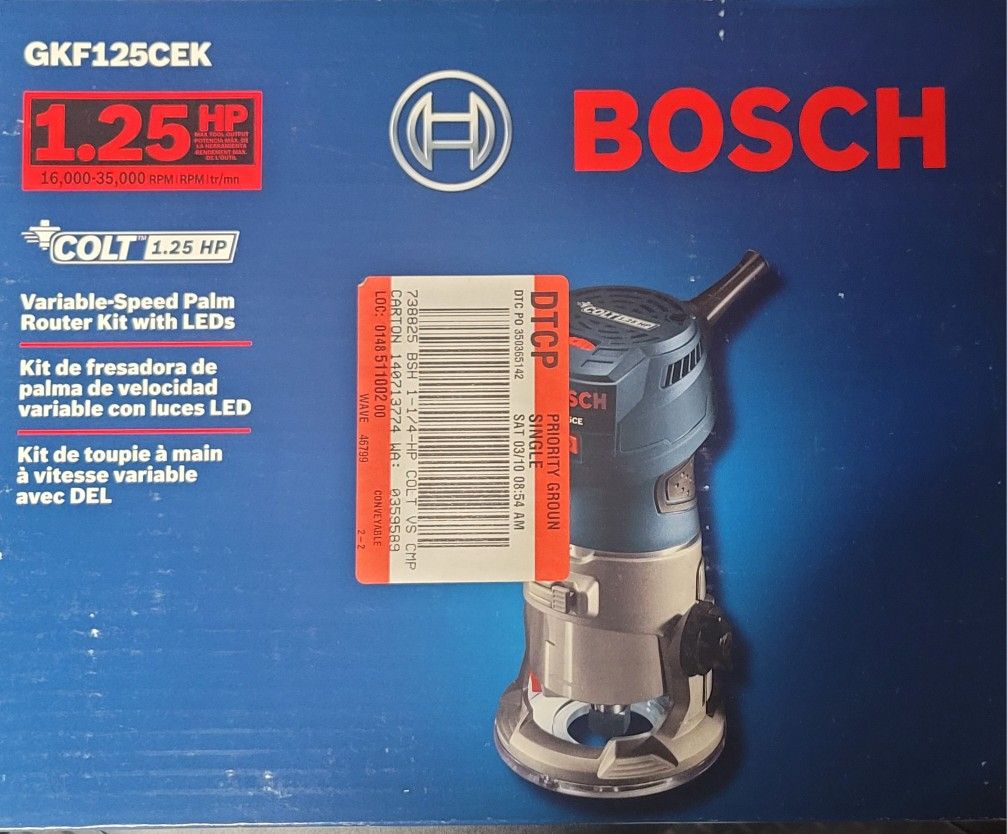 GKF125CEK
1.25 HP
MAX TOOL OUTPUT
POTENCIA MÁX. DE
LA HERRAMIENTA
RENDEMENT MAX.
DE L'OUTIL
16,000-35,000 RPM|RPM|tr/mn
BOSCH
COLT™ 1.25 HP
Variable-Speed Palm
Router Kit with LEDs
Kit de fresadora de
palma de velocidad
variable con luces LED
Kit de toupie à main
à vitesse variable
avec DEL
DTCP
DTC PO 350365142
PRIORITY GROUN
SINGLE
SAT 03/10 08:54 AM
738825 BSH 1-1/4-HP COLT VS CMP
CARTON 140713774 WA: 0359589
LOC: 0148 511002 00
WAVE 46799
CONVEYABLE
2-2
COLT 1.25 HP
SCH
CE